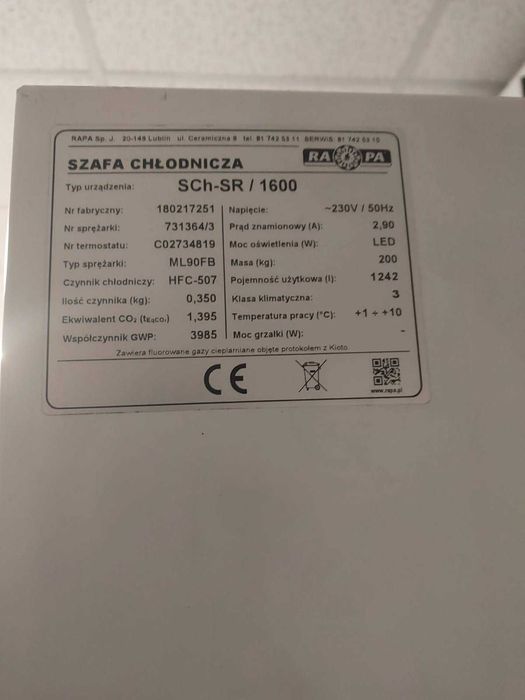 RAPA Sp. J. 20-149 Lublin ul. Ceramiczna 8 tel. 81 742 53 11 SERWIS: 81 742 53 10
SZAFA CHŁODNICZA RAPA
Typ urządzenia: SCh-SR / 1600
Nr fabryczny: 180217251
Nr sprężarki: 731364/3
Nr termostatu: C02734819
Typ sprężarki: ML90FB
Czynnik chłodniczy: HFC-507
Ilość czynnika (kg): 0,350
Ekwiwalent CO₂ (tEqCO₂) 1,395
Współczynnik GWP: 3985
Napięcie: ~230V / 50Hz
Prąd znamionowy (A): 2,90
Moc oświetlenia (W): LED
Masa (kg): 200
Pojemność użytkowa (l): 1242
Klasa klimatyczna: 3
Temperatura pracy (°C): +1 ÷ +10
Moc grzałki (W): -
Zawiera fluorowane gazy cieplarniane objęte protokołem z Kioto.
CE
www.rapa.pl